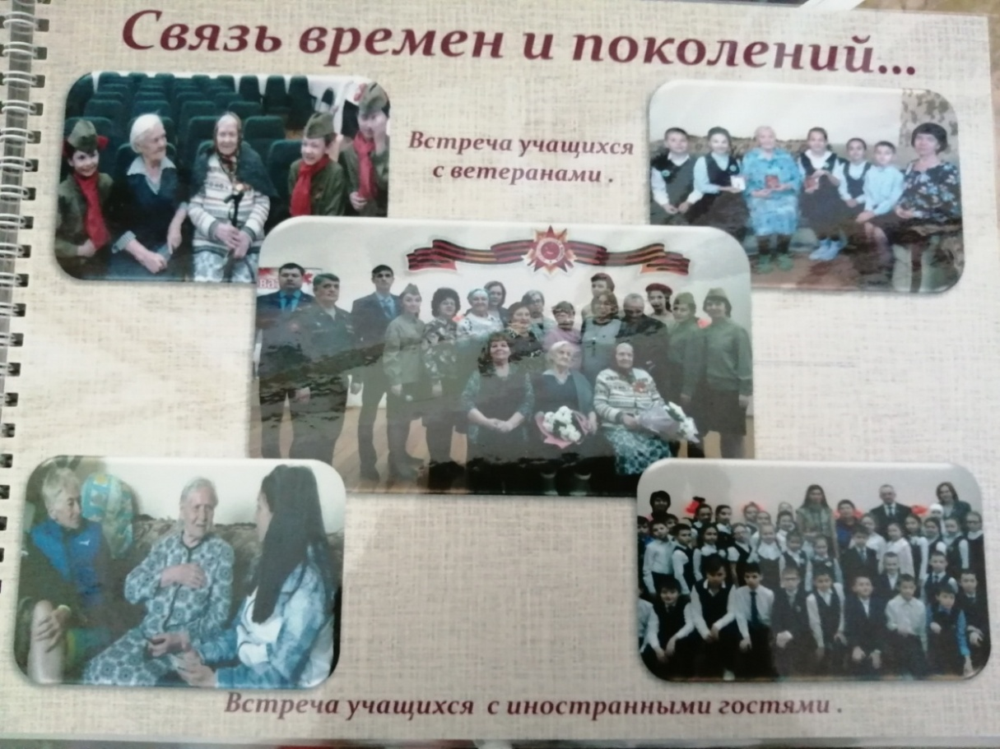 Связь времен и поколений...
Встреча учащихся
с ветеранами .
Встреча учащихся с иностранными гостями .